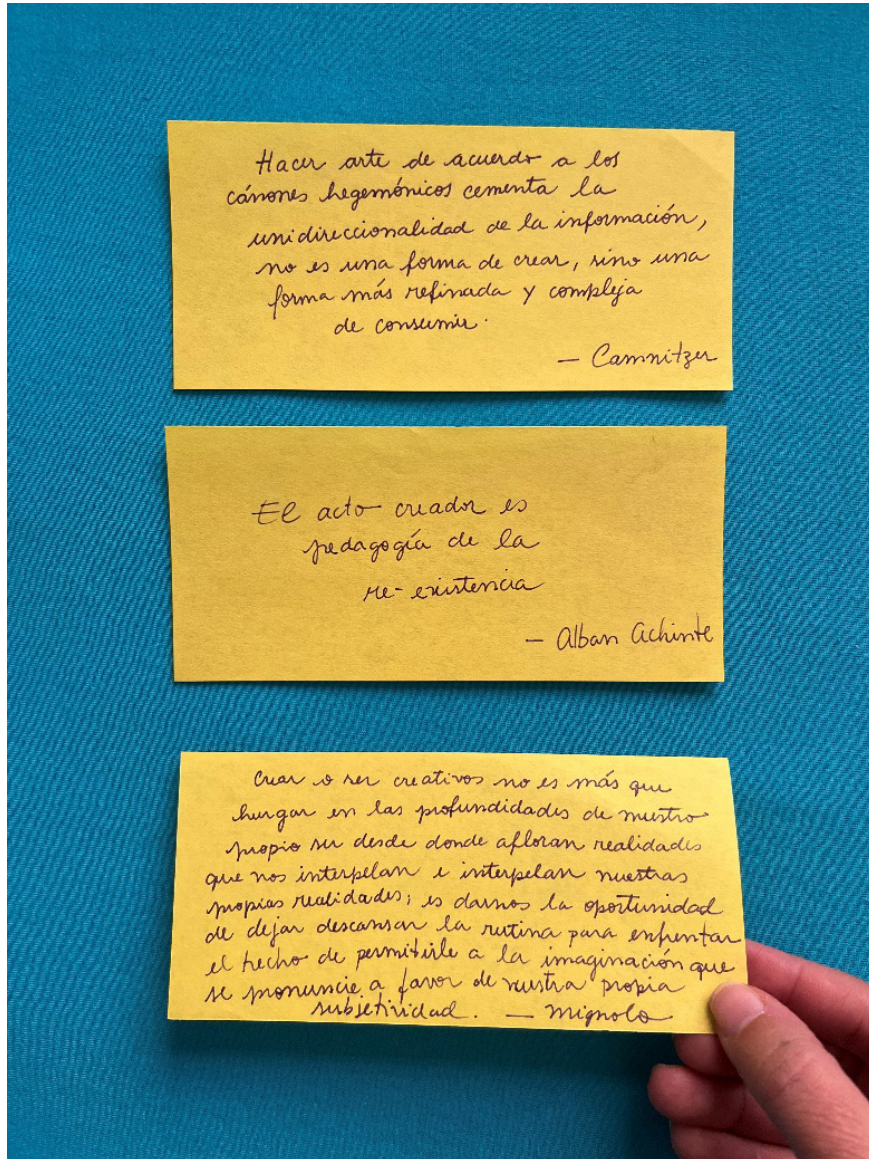 Hacer arte de acuerdo a los
cánones hegemónicos cementa la
unidireccionalidad de la información,
no es una forma de crear, sino una
forma más refinada y compleja
de consumir.
— Camnitzer
El acto creador es
pedagogía de la
re-existencia
— Alban Achinte
Crear o ser creativos no es más que
hurgar en las profundidades de nuestro
propio ser desde donde afloran realidades
que nos interpelan e interpelan nuestras
propias realidades; es darnos la oportunidad
de dejar descansar la rutina para enfrentar
el hecho de permitirle a la imaginación que
se pronuncie a favor de nuestra propia
subjetividad. — Mignolo